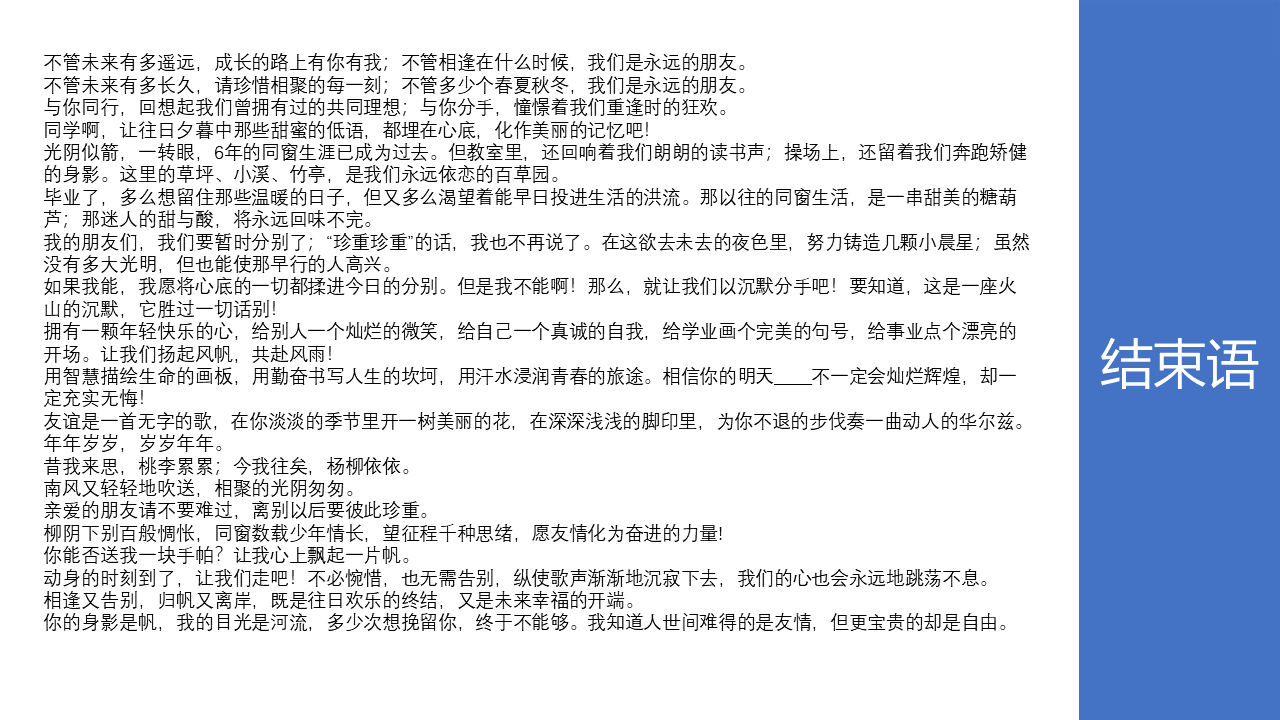 不管未来有多遥远，成长的路上有你有我；不管相逢在什么时候，我们是永远的朋友。
不管未来有多长久，请珍惜相聚的每一刻；不管多少个春夏秋冬，我们是永远的朋友。
与你同行，回想起我们曾拥有过的共同理想；与你分手，憧憬着我们重逢时的狂欢。
同学啊，让往日夕暮中那些甜蜜的低语，都埋在心底，化作美丽的记忆吧！
光阴似箭，一转眼，6年的同窗生涯已成为过去。但教室里，还回响着我们朗朗的读书声；操场上，还留着我们奔跑矫健
的身影。这里的草坪、小溪、竹亭，是我们永远依恋的百草园。
毕业了，多么想留住那些温暖的日子，但又多么渴望着能早日投进生活的洪流。那以往的同窗生活，是一串甜美的糖葫
芦；那迷人的甜与酸，将永远回味不完。
我的朋友们，我们要暂时分别了；“珍重珍重”的话，我也不再说了。在这欲去未去的夜色里，努力铸造几颗小晨星；虽然
没有多大光明，但也能使那早行的人高兴。
如果我能，我愿将心底的一切都揉进今日的分别。但是我不能啊！那么，就让我们以沉默分手吧！要知道，这是一座火
山的沉默，它胜过一切话别！
拥有一颗年轻快乐的心，给别人一个灿烂的微笑，给自己一个真诚的自我，给学业画个完美的句号，给事业点个漂亮的
开场。让我们扬起风帆，共赴风雨！
用智慧描绘生命的画板，用勤奋书写人生的坎坷，用汗水浸润青春的旅途。相信你的明天____不一定会灿烂辉煌，却一
定充实无悔！
友谊是一首无字的歌，在你淡淡的季节里开一树美丽的花，在深深浅浅的脚印里，为你不退的步伐奏一曲动人的华尔兹。
年年岁岁，岁岁年年。
昔我来思，桃李累累；今我往矣，杨柳依依。
南风又轻轻地吹送，相聚的光阴匆匆。
亲爱的朋友请不要难过，离别以后要彼此珍重。
柳阴下别百般惆怅，同窗数载少年情长，望征程千种思绪，愿友情化为奋进的力量!
你能否送我一块手帕？让我心上飘起一片帆。
动身的时刻到了，让我们走吧！不必惋惜，也无需告别，纵使歌声渐渐地沉寂下去，我们的心也会永远地跳荡不息。
相逢又告别，归帆又离岸，既是往日欢乐的终结，又是未来幸福的开端。
你的身影是帆，我的目光是河流，多少次想挽留你，终于不能够。我知道人世间难得的是友情，但更宝贵的却是自由。
结束语